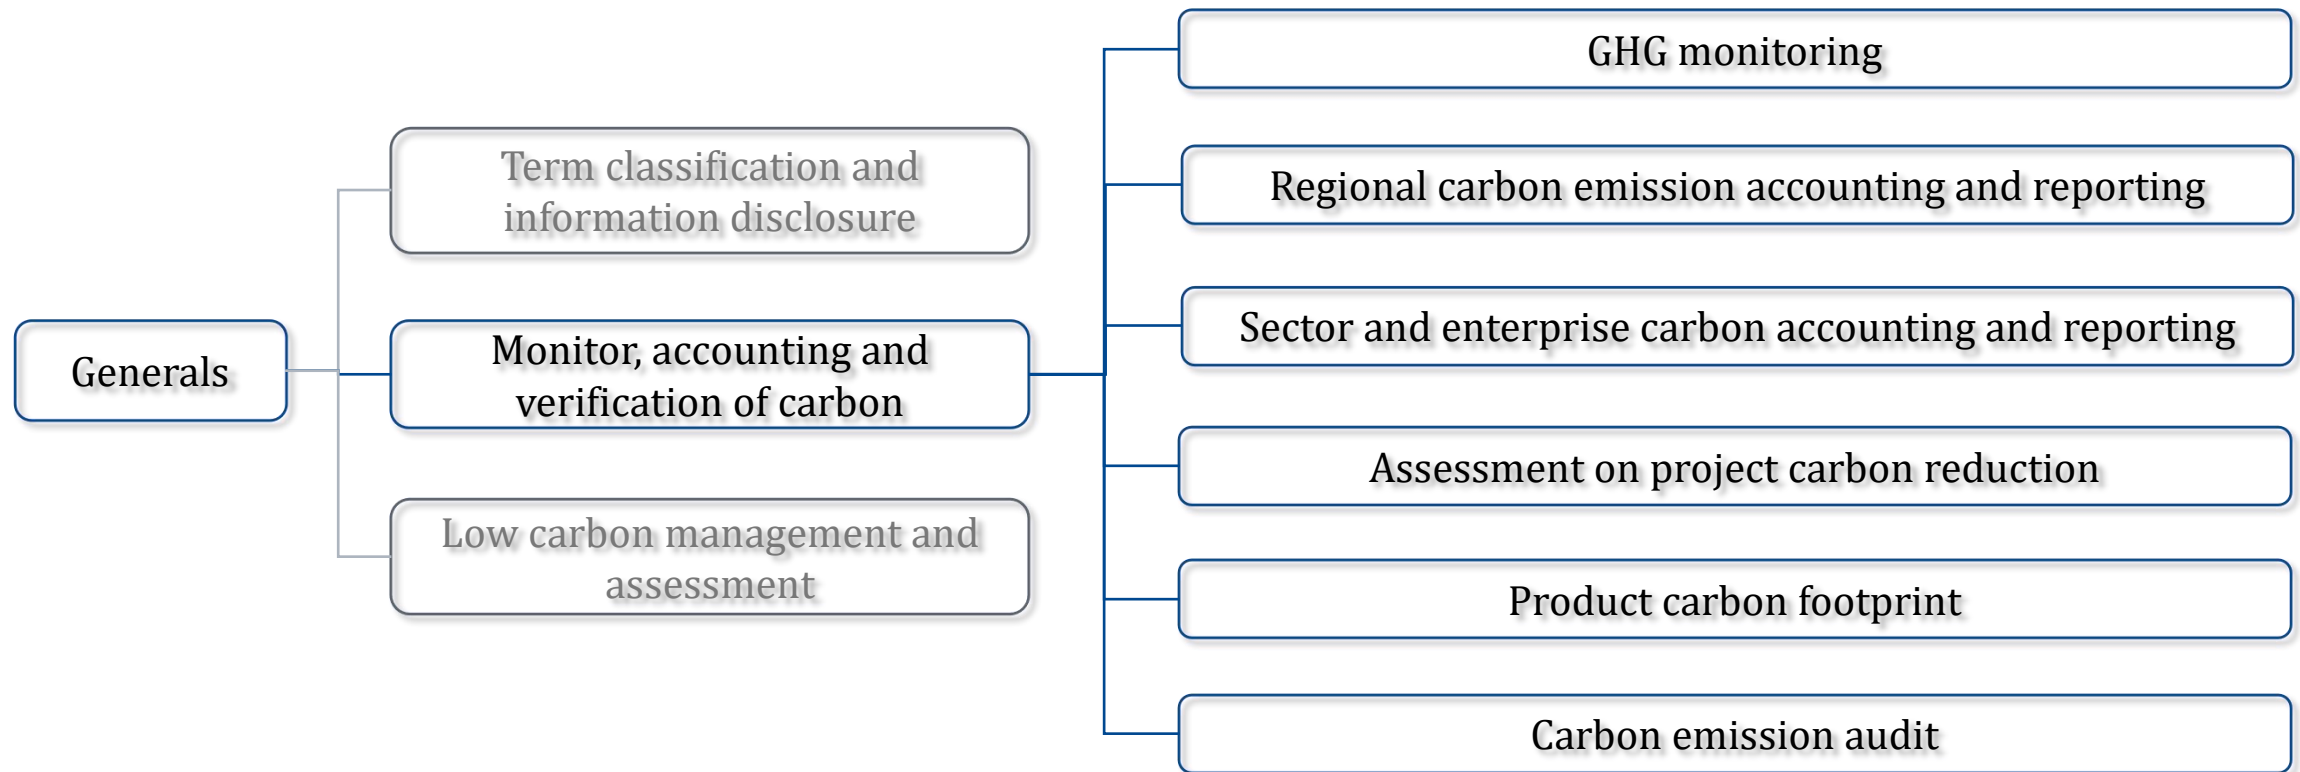 Generals
Term classification and
information disclosure
Monitor, accounting and
verification of carbon
Low carbon management and
assessment
GHG monitoring
Regional carbon emission accounting and reporting
Sector and enterprise carbon accounting and reporting
Assessment on project carbon reduction
Product carbon footprint
Carbon emission audit